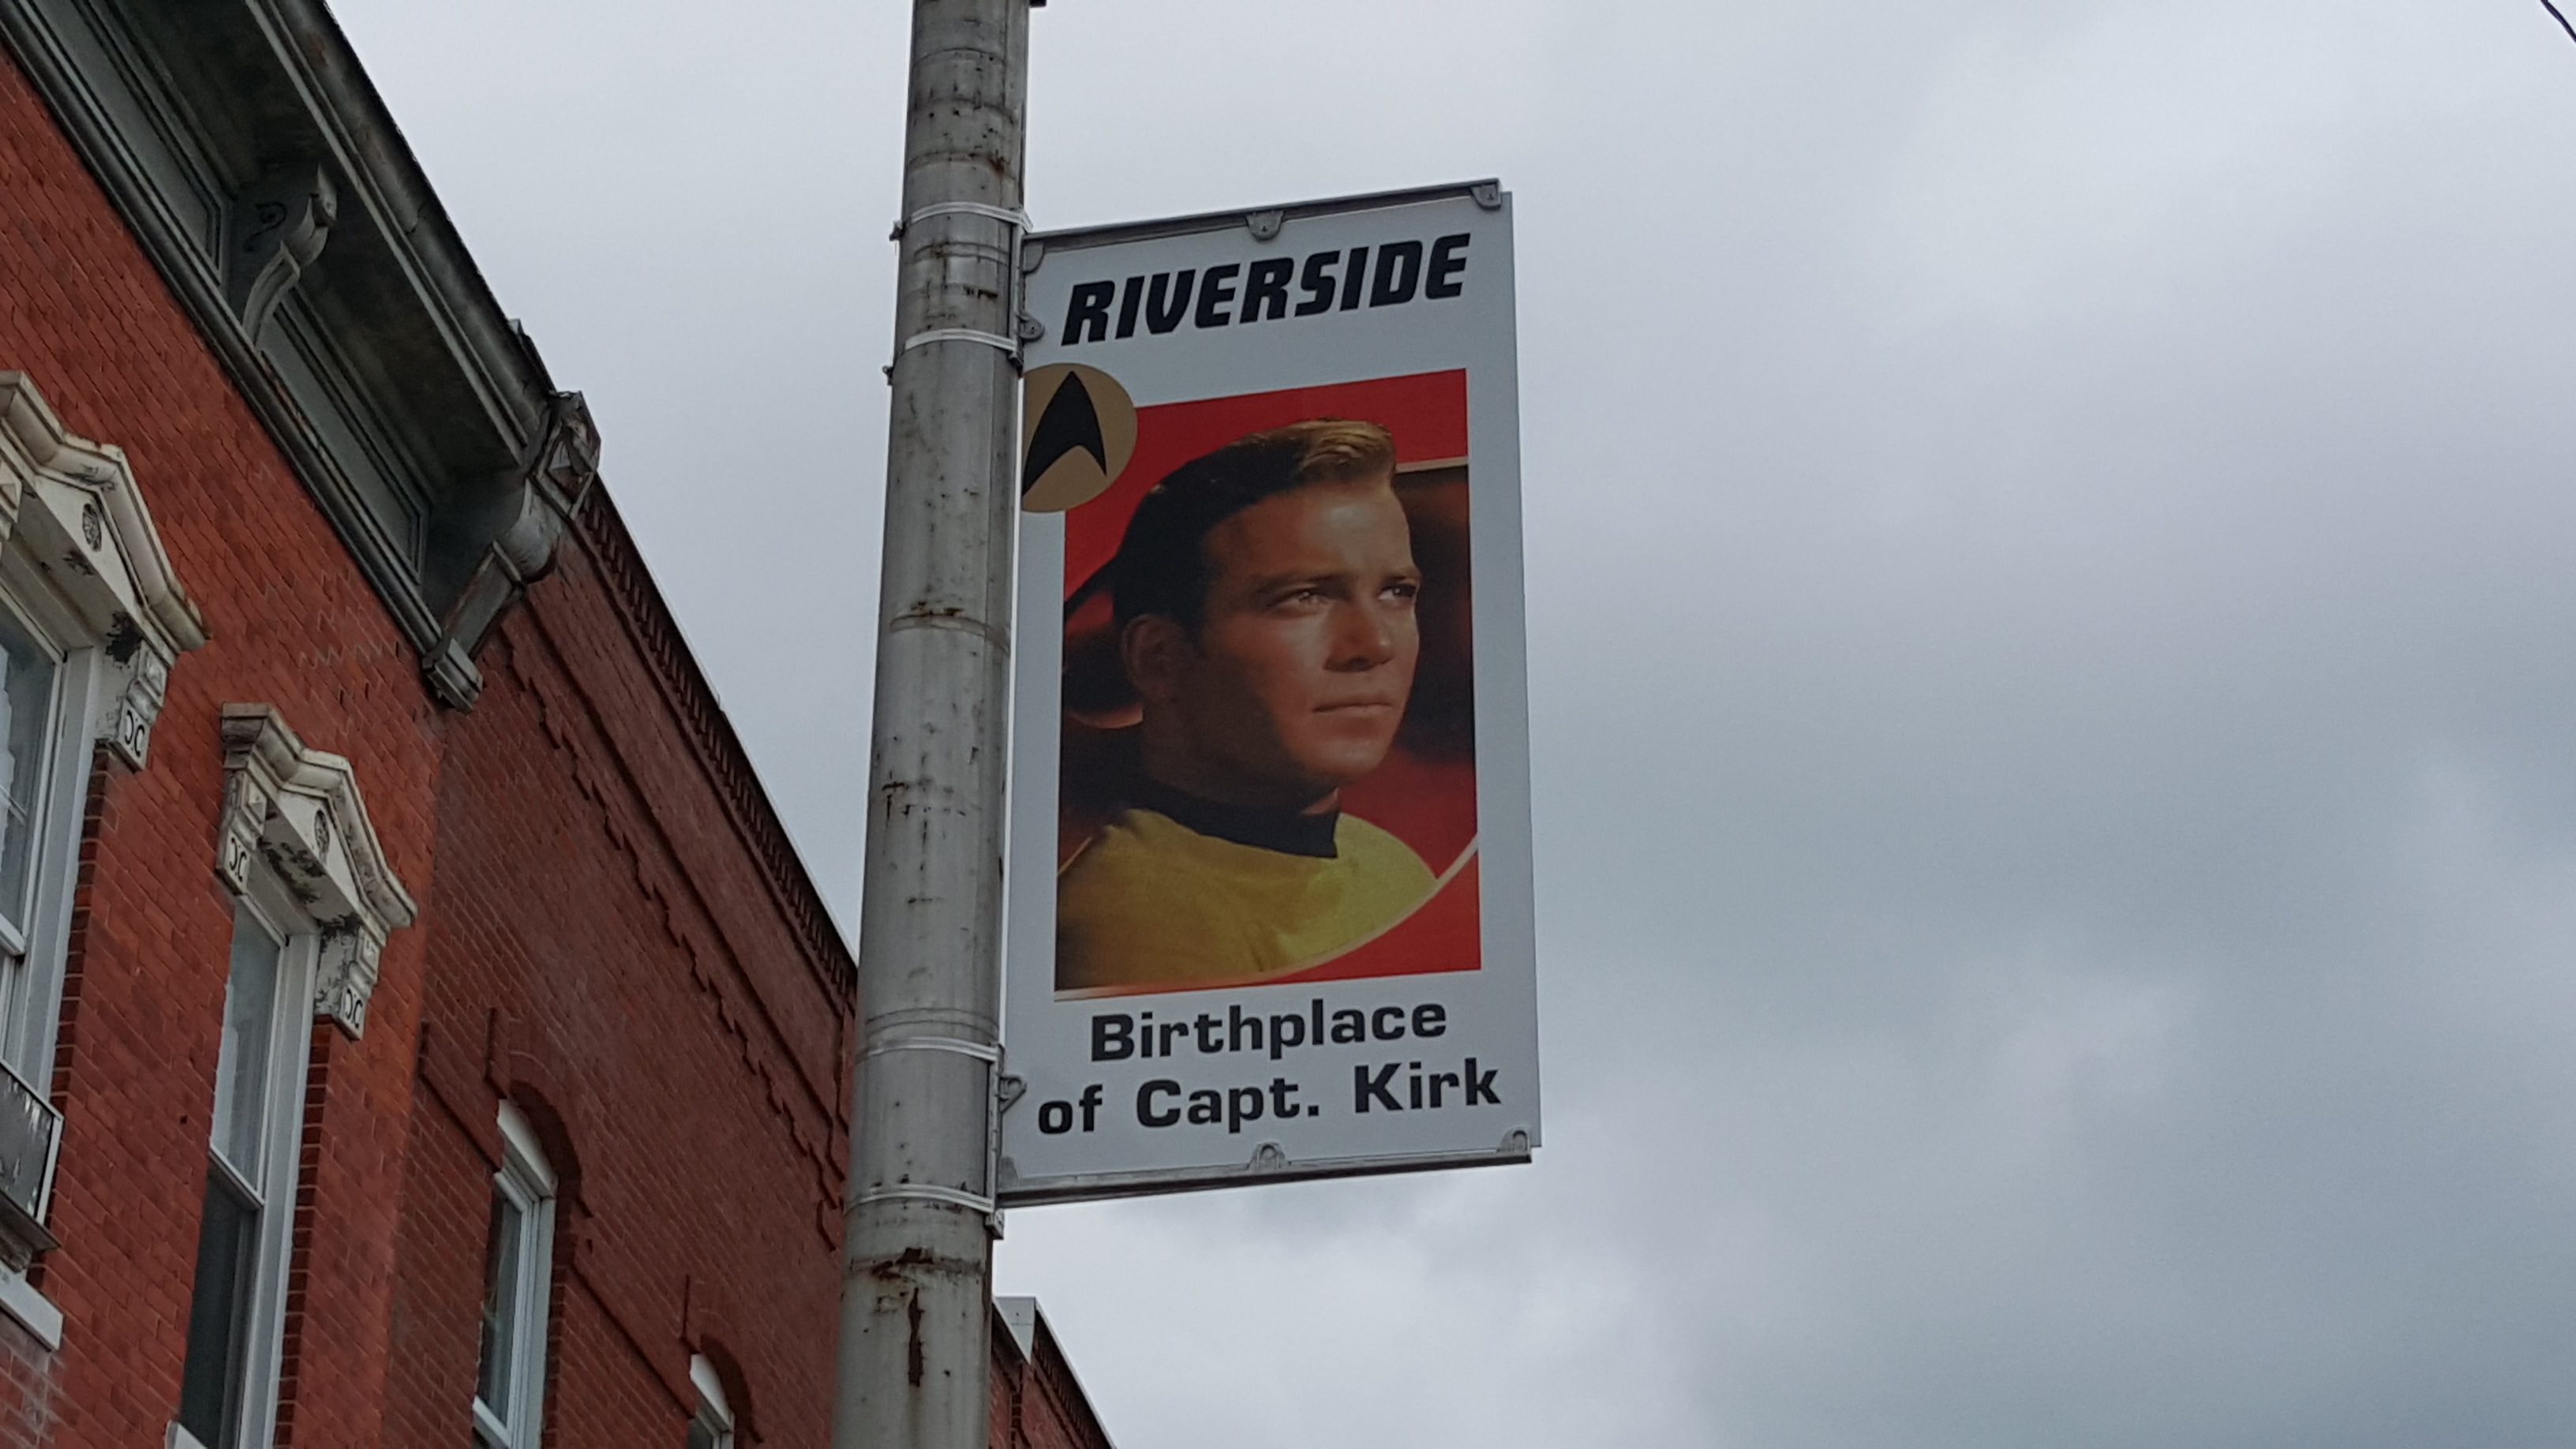 RIVERSIDE
Birthplace
of Capt. Kirk